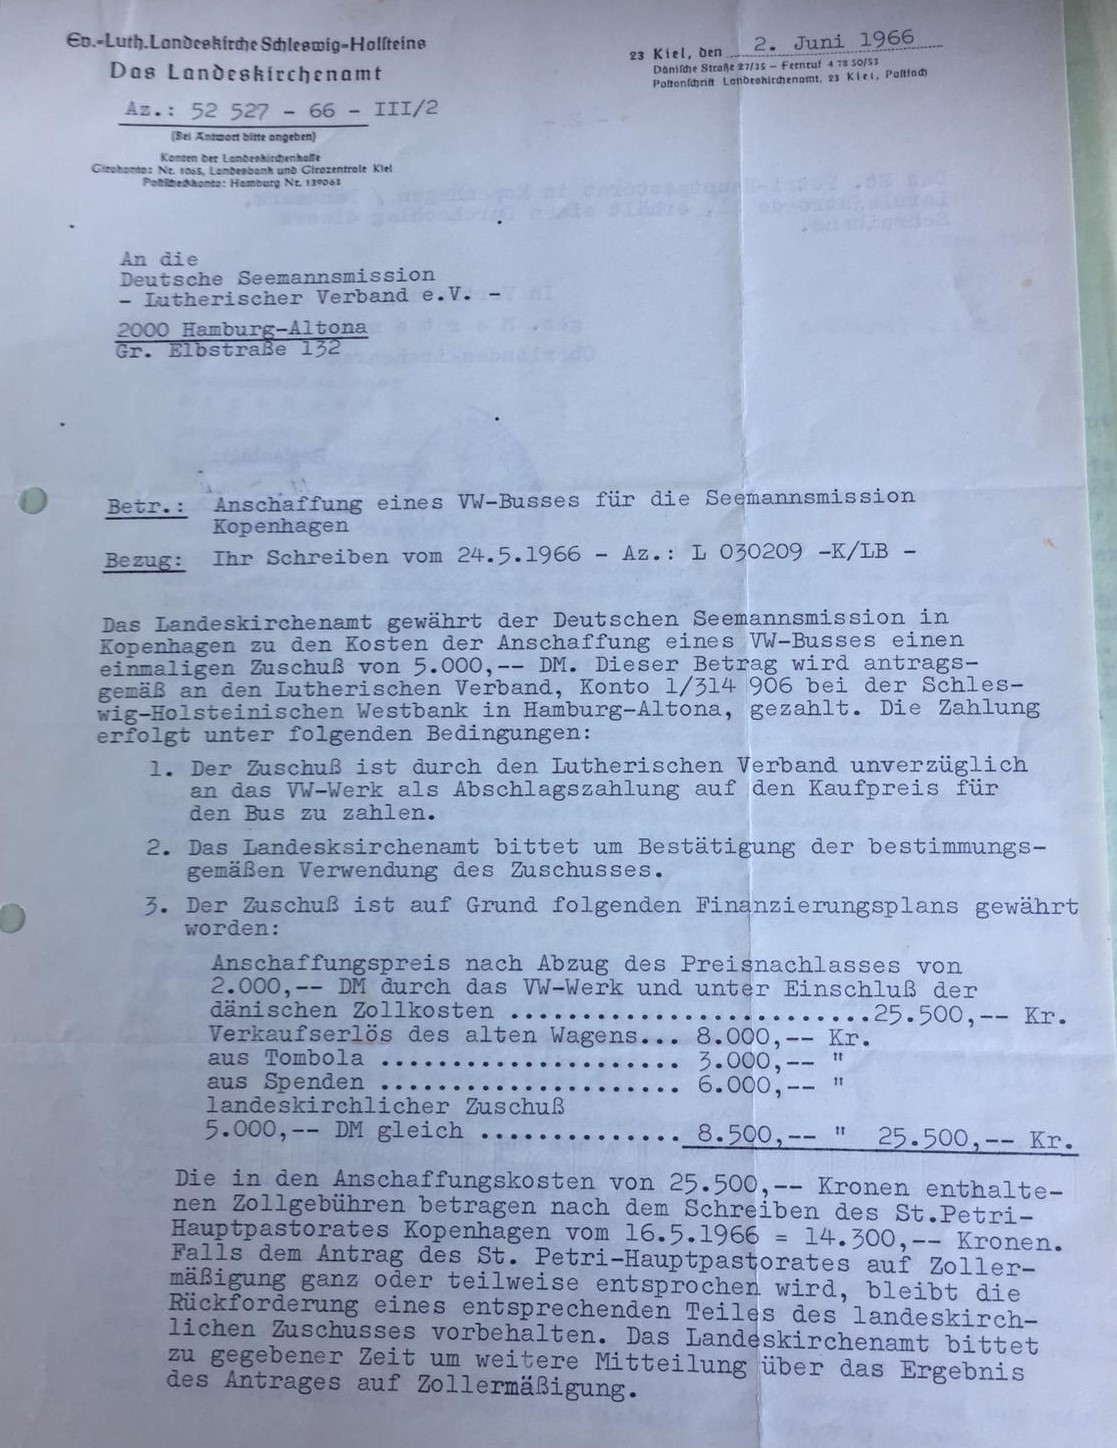 Ev.-Luth.Landeskirche Schleswig-Holsteins
Das Landeskirchenamt
Az.: 52 527 - 66 - III/2
(Bei Antwort bitte angeben)
Konten der Landeskirchenkasse
Girokonto: Nr. 1065, Landesbank und Girozentrale Kiel
Postscheckkonto: Hamburg Nr. 139063
23 Kiel, den 2. Juni 1966
Dänische Straße 27/35 – Fernruf 4 78 50/53
Postanschrift Landeskirchenamt, 23 Kiel, Postfach
An die
Deutsche Seemannsmission
- Lutherischer Verband e.V. -
2000 Hamburg-Altona
Gr. Elbstraße 132
Betr.: Anschaffung eines VW-Busses für die Seemannsmission
Kopenhagen
Bezug: Ihr Schreiben vom 24.5.1966 - Az.: L 030209 -K/LB -
Das Landeskirchenamt gewährt der Deutschen Seemannsmission in
Kopenhagen zu den Kosten der Anschaffung eines VW-Busses einen
einmaligen Zuschuß von 5.000,-- DM. Dieser Betrag wird antrags-
gemäß an den Lutherischen Verband, Konto 1/314 906 bei der Schles-
wig-Holsteinischen Westbank in Hamburg-Altona, gezahlt. Die Zahlung
erfolgt unter folgenden Bedingungen:
1. Der Zuschuß ist durch den Lutherischen Verband unverzüglich
an das VW-Werk als Abschlagszahlung auf den Kaufpreis für
den Bus zu zahlen.
2. Das Landesksirchenamt bittet um Bestätigung der bestimmungs-
gemäßen Verwendung des Zuschusses.
3. Der Zuschuß ist auf Grund folgenden Finanzierungsplans gewährt
worden:
Anschaffungspreis nach Abzug des Preisnachlasses von
2.000,-- DM durch das VW-Werk und unter Einschluß der
dänischen Zollkosten .........................25.500,-- Kr.
Verkaufserlös des alten Wagens... 8.000,-- Kr.
aus Tombola ..................... 3.000,-- "
aus Spenden ..................... 6.000,-- "
landeskirchlicher Zuschuß
5.000,-- DM gleich .............. 8.500,-- " 25.500,-- Kr.
Die in den Anschaffungskosten von 25.500,-- Kronen enthalte-
nen Zollgebühren betragen nach dem Schreiben des St.Petri-
Hauptpastorates Kopenhagen vom 16.5.1966 = 14.300,-- Kronen.
Falls dem Antrag des St. Petri-Hauptpastorates auf Zoller-
mäßigung ganz oder teilweise entsprochen wird, bleibt die
Rückforderung eines entsprechenden Teiles des landeskirch-
lichen Zuschusses vorbehalten. Das Landeskirchenamt bittet
zu gegebener Zeit um weitere Mitteilung über das Ergebnis
des Antrages auf Zollermäßigung.